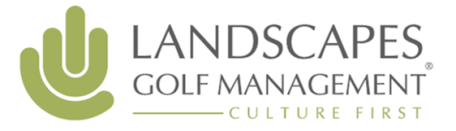 LANDSCAPES
GOLF MANAGEMENT®
CULTURE FIRST